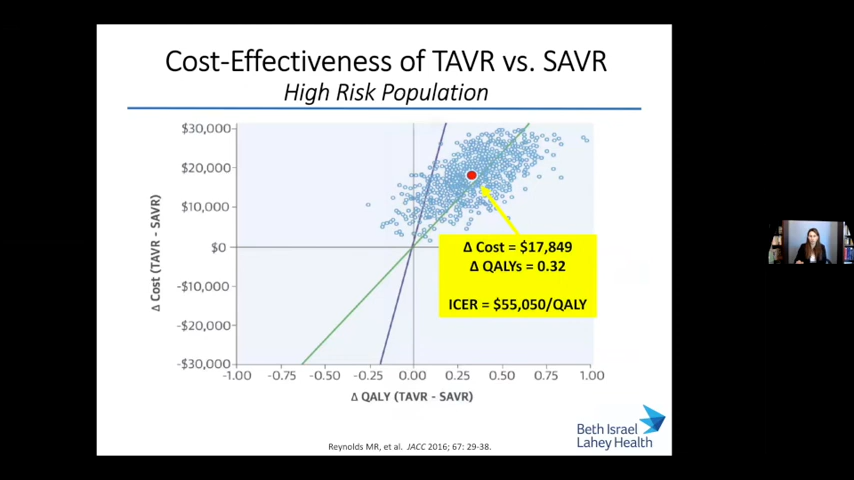 Cost-Effectiveness of TAVR vs. SAVR
High Risk Population
$30,000
$20,000
$10,000
$0
-$10,000
-$20,000
-$30,000
Δ Cost (TAVR - SAVR)
Δ Cost = $17,849
Δ QALYs = 0.32
ICER = $55,050/QALY
-1.00 -0.75 -0.50 -0.25 0.00 0.25 0.50 0.75 1.00
Δ QALY (TAVR - SAVR)
Beth Israel
Lahey Health
Reynolds MR, et al. JACC 2016; 67: 29-38.